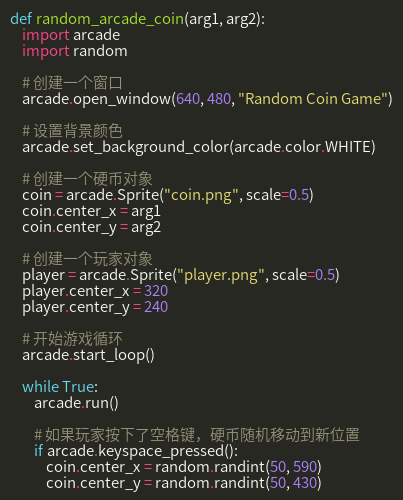 def random_arcade_coin(arg1, arg2):
    import arcade
    import random

    # 创建一个窗口
    arcade.open_window(640, 480, "Random Coin Game")

    # 设置背景颜色
    arcade.set_background_color(arcade.color.WHITE)

    # 创建一个硬币对象
    coin = arcade.Sprite("coin.png", scale=0.5)
    coin.center_x = arg1
    coin.center_y = arg2

    # 创建一个玩家对象
    player = arcade.Sprite("player.png", scale=0.5)
    player.center_x = 320
    player.center_y = 240

    # 开始游戏循环
    arcade.start_loop()

    while True:
        arcade.run()

        # 如果玩家按下了空格键，硬币随机移动到新位置
        if arcade.keyspace_pressed():
            coin.center_x = random.randint(50, 590)
            coin.center_y = random.randint(50, 430)